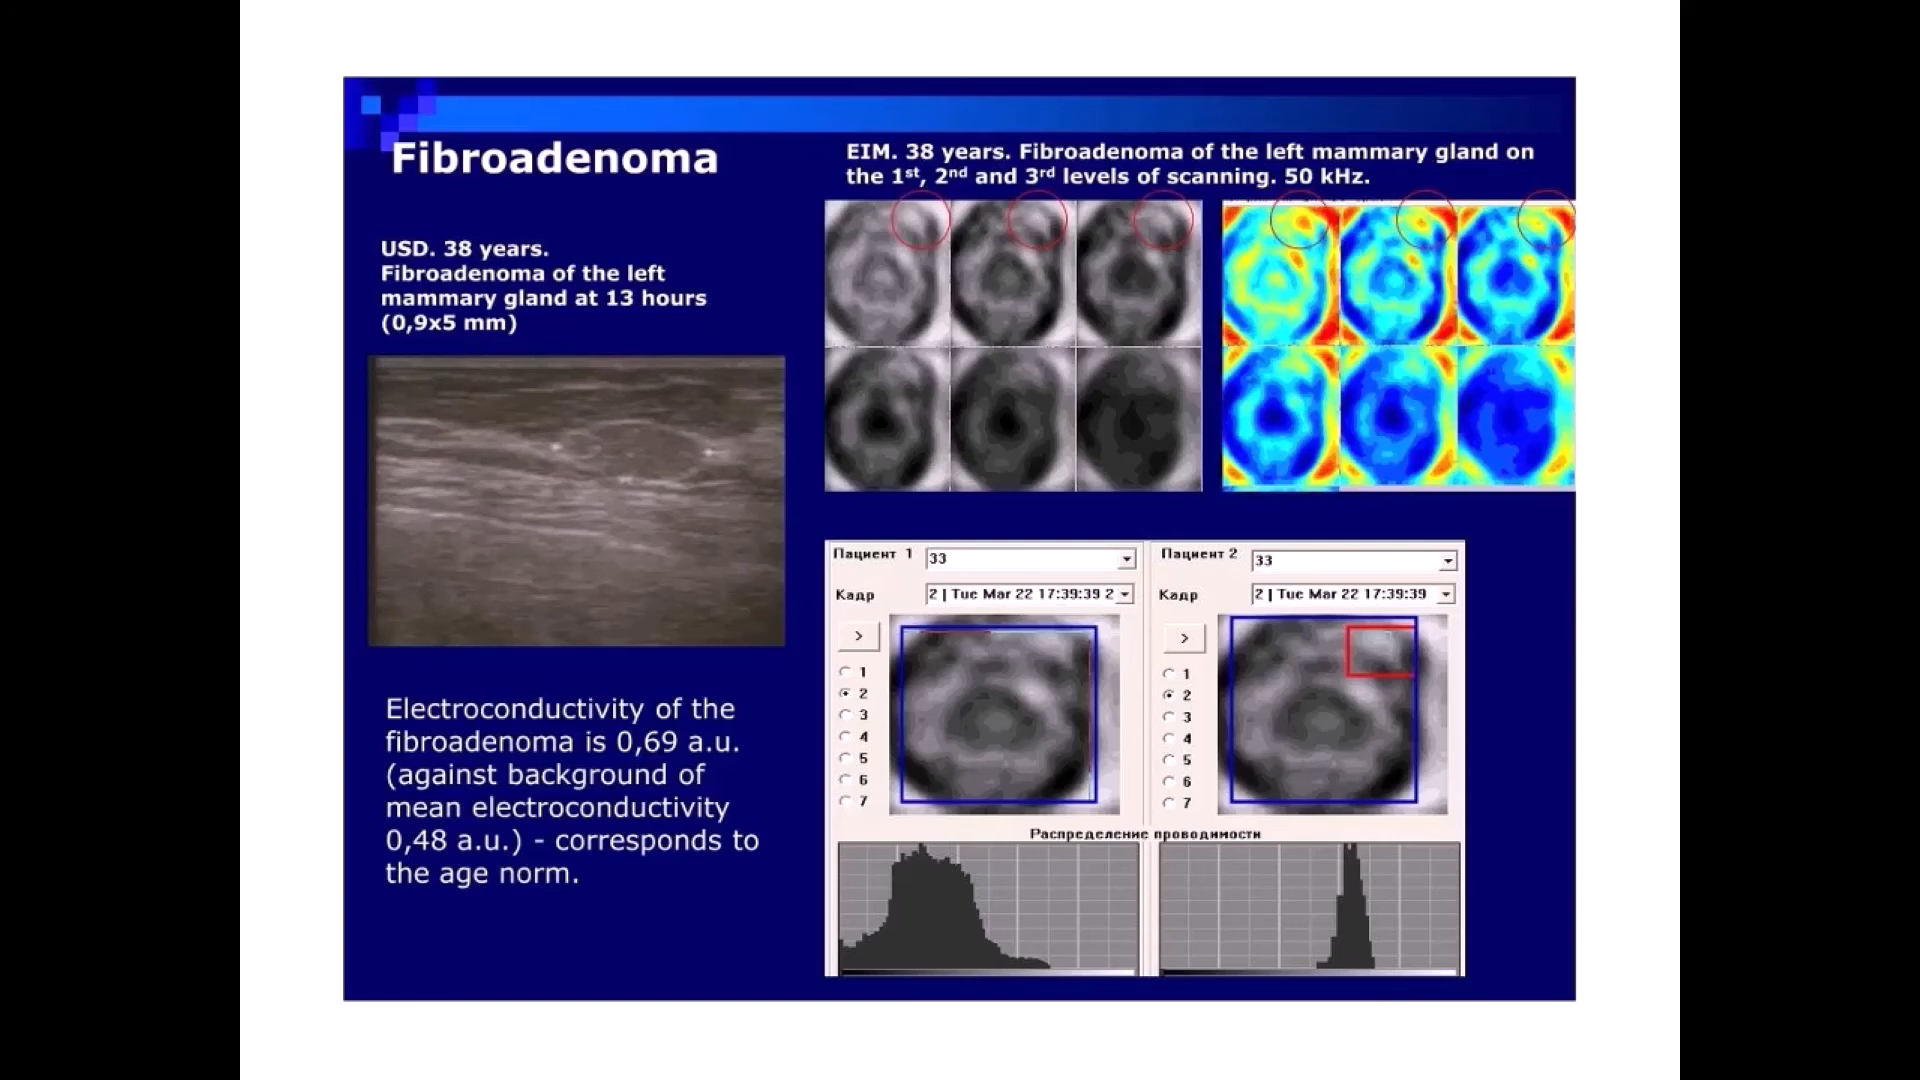 Fibroadenoma
USD. 38 years.
Fibroadenoma of the left
mammary gland at 13 hours
(0,9x5 mm)
Electroconductivity of the
fibroadenoma is 0,69 a.u.
(against background of
mean electroconductivity
0,48 a.u.) - corresponds to
the age norm.
EIM. 38 years. Fibroadenoma of the left mammary gland on
the 1st, 2nd and 3rd levels of scanning. 50 kHz.
Пациент 1
33
Кадр
2 | Tue Mar 22 17:39:39 2
>
1
2
3
4
5
6
7
Пациент 2
33
Кадр
2 | Tue Mar 22 17:39:39
>
1
2
3
4
5
6
7
Распределение проводимости